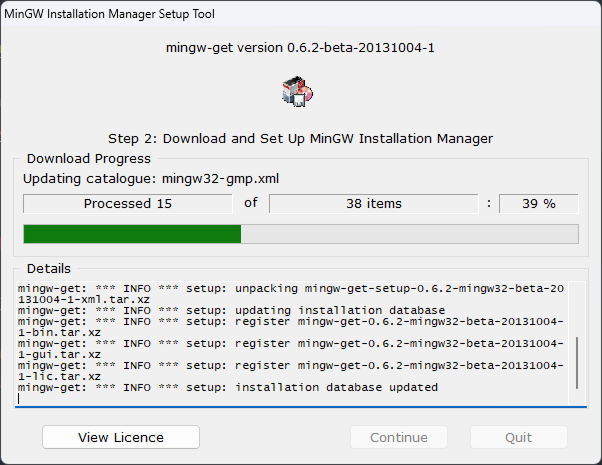 MinGW Installation Manager Setup Tool
mingw-get version 0.6.2-beta-20131004-1
Step 2: Download and Set Up MinGW Installation Manager
Download Progress
Updating catalogue: mingw32-gmp.xml
Processed 15 of 38 items : 39 %
Details
mingw-get: *** INFO *** setup: unpacking mingw-get-setup-0.6.2-mingw32-beta-20
131004-1-xml.tar.xz
mingw-get: *** INFO *** setup: updating installation database
mingw-get: *** INFO *** setup: register mingw-get-0.6.2-mingw32-beta-20131004-
1-bin.tar.xz
mingw-get: *** INFO *** setup: register mingw-get-0.6.2-mingw32-beta-20131004-
1-gui.tar.xz
mingw-get: *** INFO *** setup: register mingw-get-0.6.2-mingw32-beta-20131004-
1-lic.tar.xz
mingw-get: *** INFO *** setup: installation database updated
View Licence Continue Quit